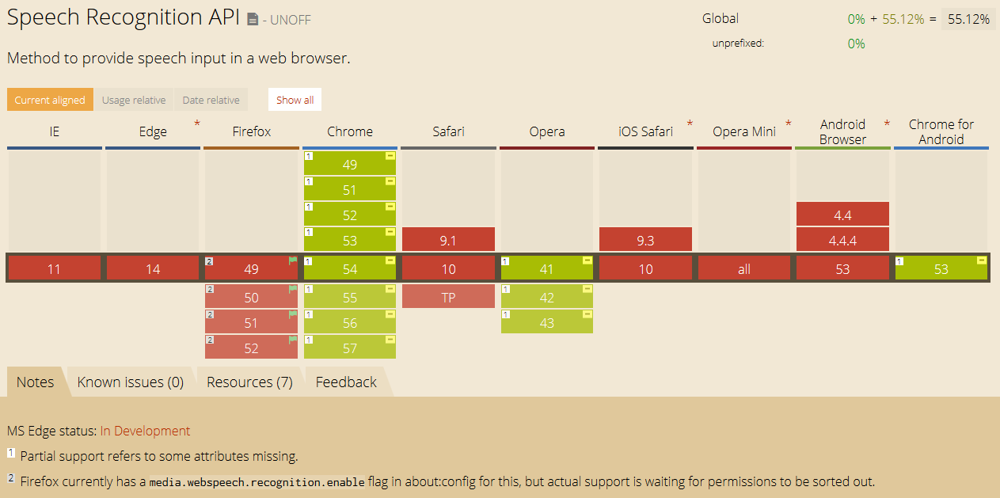 Speech Recognition API - UNOFF
Global 0% + 55.12% = 55.12%
unprefixed: 0%
Method to provide speech input in a web browser.
Current aligned Usage relative Date relative Show all
IE Edge * Firefox Chrome Safari Opera iOS Safari * Opera Mini * Android Browser * Chrome for Android
1 49
1 51
1 52 4.4
1 53 9.1 9.3 4.4.4
11 14 2 49 1 54 10 1 41 10 all 53 1 53
2 50 1 55 TP 1 42
2 51 1 56 1 43
2 52 1 57
Notes Known issues (0) Resources (7) Feedback
MS Edge status: In Development
1 Partial support refers to some attributes missing.
2 Firefox currently has a media.webspeech.recognition.enable flag in about:config for this, but actual support is waiting for permissions to be sorted out.